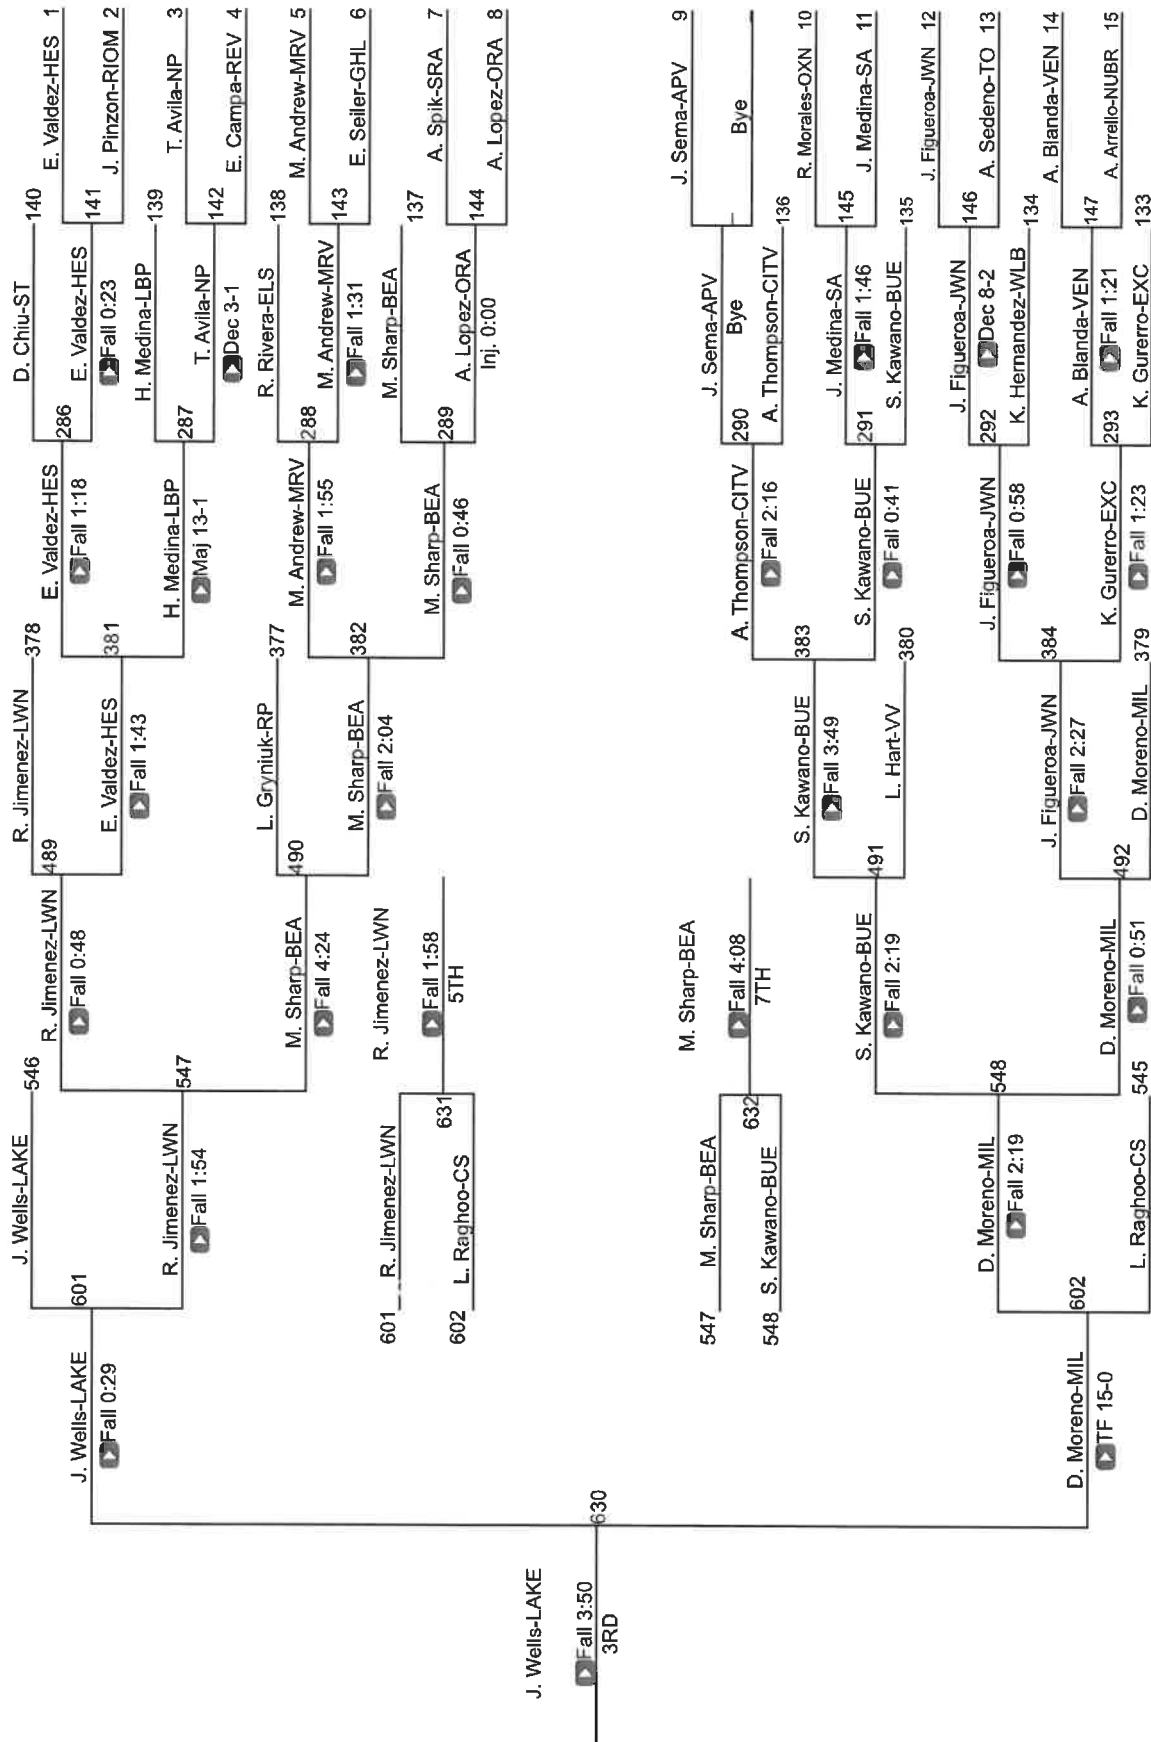 E. Valdez-HES 1
J. Pinzon-RIOM 2
T. Avila-NP 3
E. Campa-REV 4
M. Andrew-MRV 5
E. Seiler-GHL 6
A. Spik-SRA 7
A. Lopez-ORA 8
J. Sema-APV 9
Bye
R. Morales-OXN 10
J. Medina-SA 11
J. Figueroa-JWN 12
A. Sedeno-TO 13
A. Blanda-VEN 14
A. Arrello-NUBR 15
D. Chiu-ST 140
141
E. Valdez-HES
Fall 0:23
H. Medina-LBP 139
142
T. Avila-NP
Dec 3-1
R. Rivera-ELS 138
143
M. Andrew-MRV
Fall 1:31
M. Sharp-BEA 137
144
A. Lopez-ORA
Inj. 0:00
J. Sema-APV
Bye
A. Thompson-CITV 136
145
J. Medina-SA
Fall 1:46
S. Kawano-BUE 135
146
J. Figueroa-JWN
Dec 8-2
K. Hernandez-WLB 134
147
A. Blanda-VEN
Fall 1:21
K. Gurerro-EXC 133
286
E. Valdez-HES
Fall 1:18
287
H. Medina-LBP
Maj 13-1
288
M. Andrew-MRV
Fall 1:55
289
M. Sharp-BEA
Fall 0:46
290
A. Thompson-CITV
Fall 2:16
291
S. Kawano-BUE
Fall 0:41
292
J. Figueroa-JWN
Fall 0:58
293
K. Gurerro-EXC
Fall 1:23
R. Jimenez-LWN 378
381
E. Valdez-HES
Fall 1:43
L. Gryniuk-RP 377
382
M. Sharp-BEA
Fall 2:04
383
S. Kawano-BUE
Fall 3:49
L. Hart-VV 380
384
J. Figueroa-JWN
Fall 2:27
D. Moreno-MIL 379
489
R. Jimenez-LWN
Fall 0:48
490
M. Sharp-BEA
Fall 4:24
491
S. Kawano-BUE
Fall 2:19
492
D. Moreno-MIL
Fall 0:51
J. Wells-LAKE 546
547
R. Jimenez-LWN
Fall 1:54
548
D. Moreno-MIL
Fall 2:19
L. Raghoo-CS 545
601
J. Wells-LAKE
Fall 0:29
602
D. Moreno-MIL
TF 15-0
630
J. Wells-LAKE
Fall 3:50
3RD
601 R. Jimenez-LWN
602 L. Raghoo-CS
631
R. Jimenez-LWN
Fall 1:58
5TH
547 M. Sharp-BEA
548 S. Kawano-BUE
632
M. Sharp-BEA
Fall 4:08
7TH